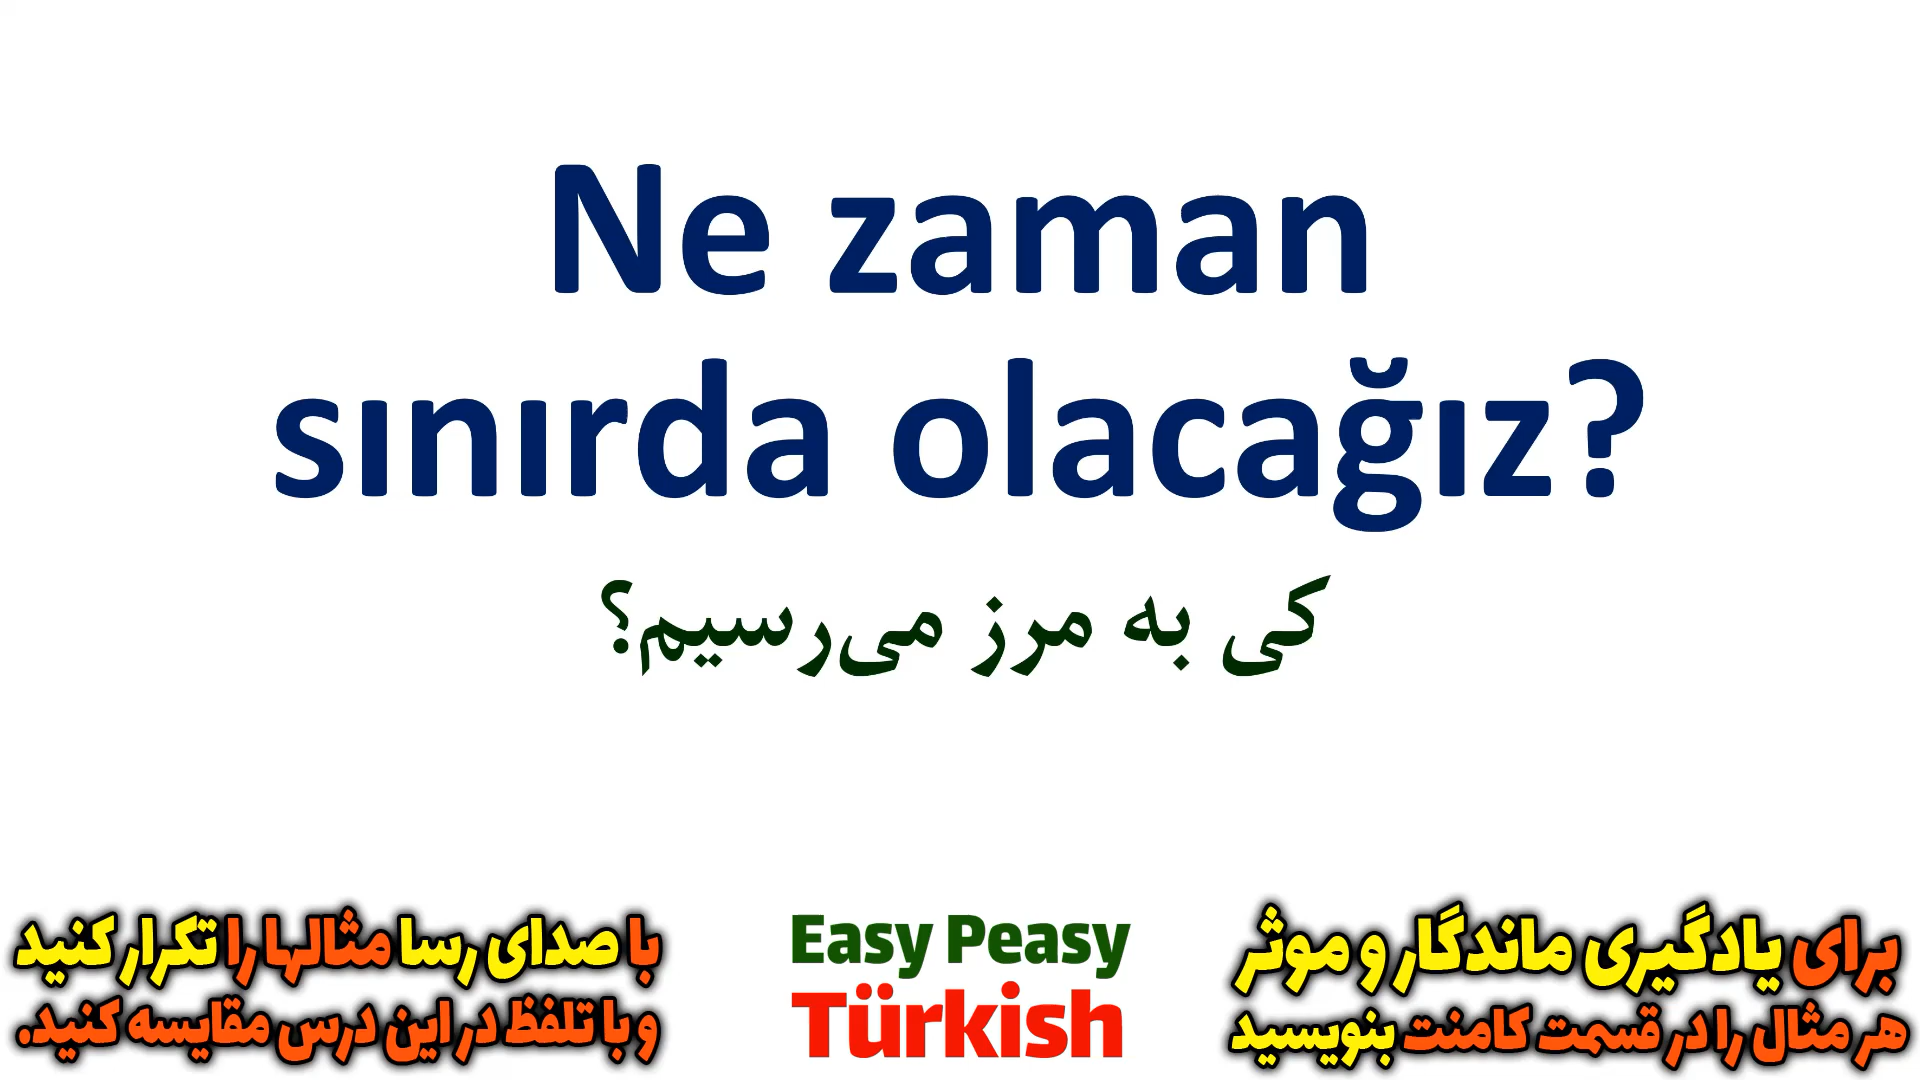 Ne zaman
sınırda olacağız?
کی به مرز می‌رسیم؟
برای یادگیری ماندگار و موثر
هر مثال را در قسمت کامنت بنویسید
Easy Peasy
Türkish
با صدای رسا مثالها را تکرار کنید
و با تلفظ در این درس مقایسه کنید.